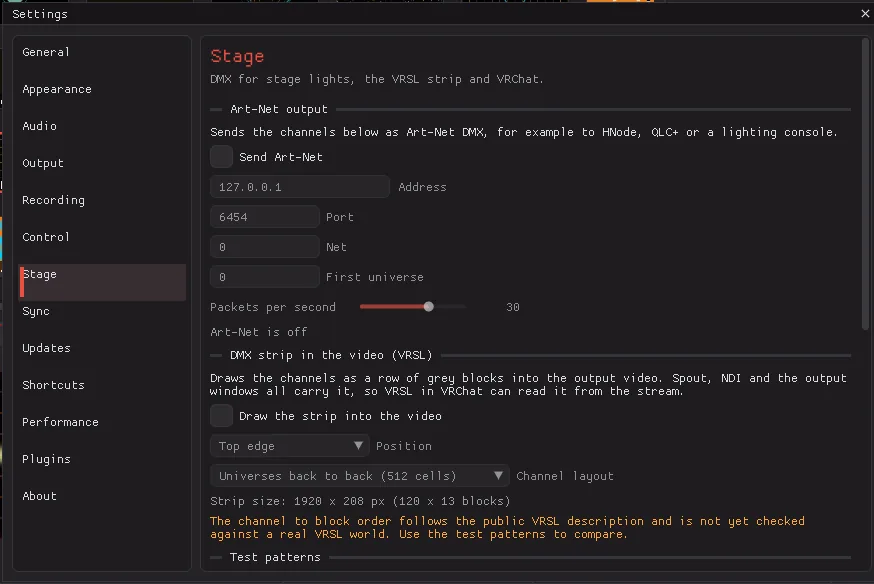 Settings
General
Appearance
Audio
Output
Recording
Control
Stage
Sync
Updates
Shortcuts
Performance
Plugins
About
Stage
DMX for stage lights, the VRSL strip and VRChat.
Art-Net output
Sends the channels below as Art-Net DMX, for example to HNode, QLC+ or a lighting console.
Send Art-Net
127.0.0.1 Address
6454 Port
0 Net
0 First universe
Packets per second 30
Art-Net is off
DMX strip in the video (VRSL)
Draws the channels as a row of grey blocks into the output video. Spout, NDI and the output
windows all carry it, so VRSL in VRChat can read it from the stream.
Draw the strip into the video
Top edge Position
Universes back to back (512 cells) Channel layout
Strip size: 1920 x 208 px (120 x 13 blocks)
The channel to block order follows the public VRSL description and is not yet checked
against a real VRSL world. Use the test patterns to compare.
Test patterns